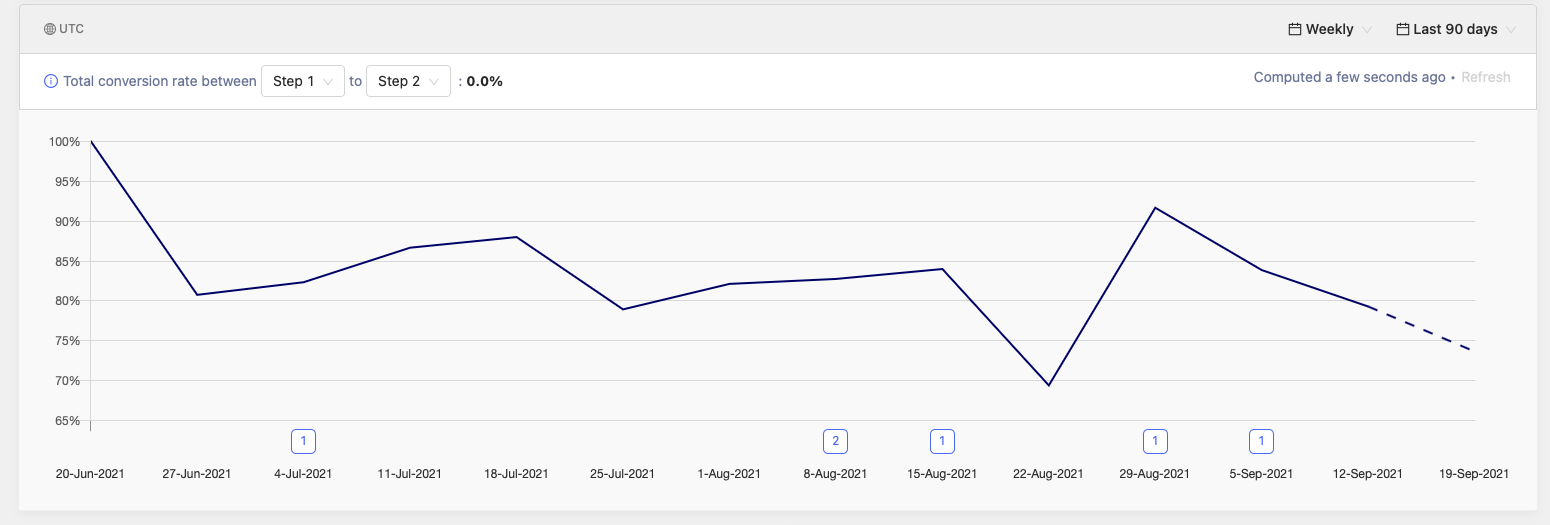 UTC Weekly Last 90 days
Total conversion rate between Step 1 to Step 2 : 0.0% Computed a few seconds ago • Refresh
100%
95%
90%
85%
80%
75%
70%
65%
1 2 1 1 1
20-Jun-2021 27-Jun-2021 4-Jul-2021 11-Jul-2021 18-Jul-2021 25-Jul-2021 1-Aug-2021 8-Aug-2021 15-Aug-2021 22-Aug-2021 29-Aug-2021 5-Sep-2021 12-Sep-2021 19-Sep-2021